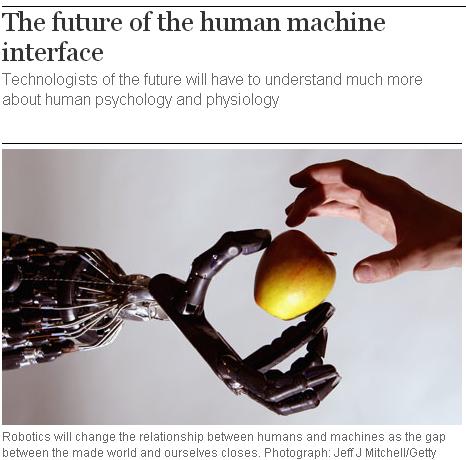 The future of the human machine
interface
Technologists of the future will have to understand much more
about human psychology and physiology
Robotics will change the relationship between humans and machines as the gap
between the made world and ourselves closes. Photograph: Jeff J Mitchell/Getty